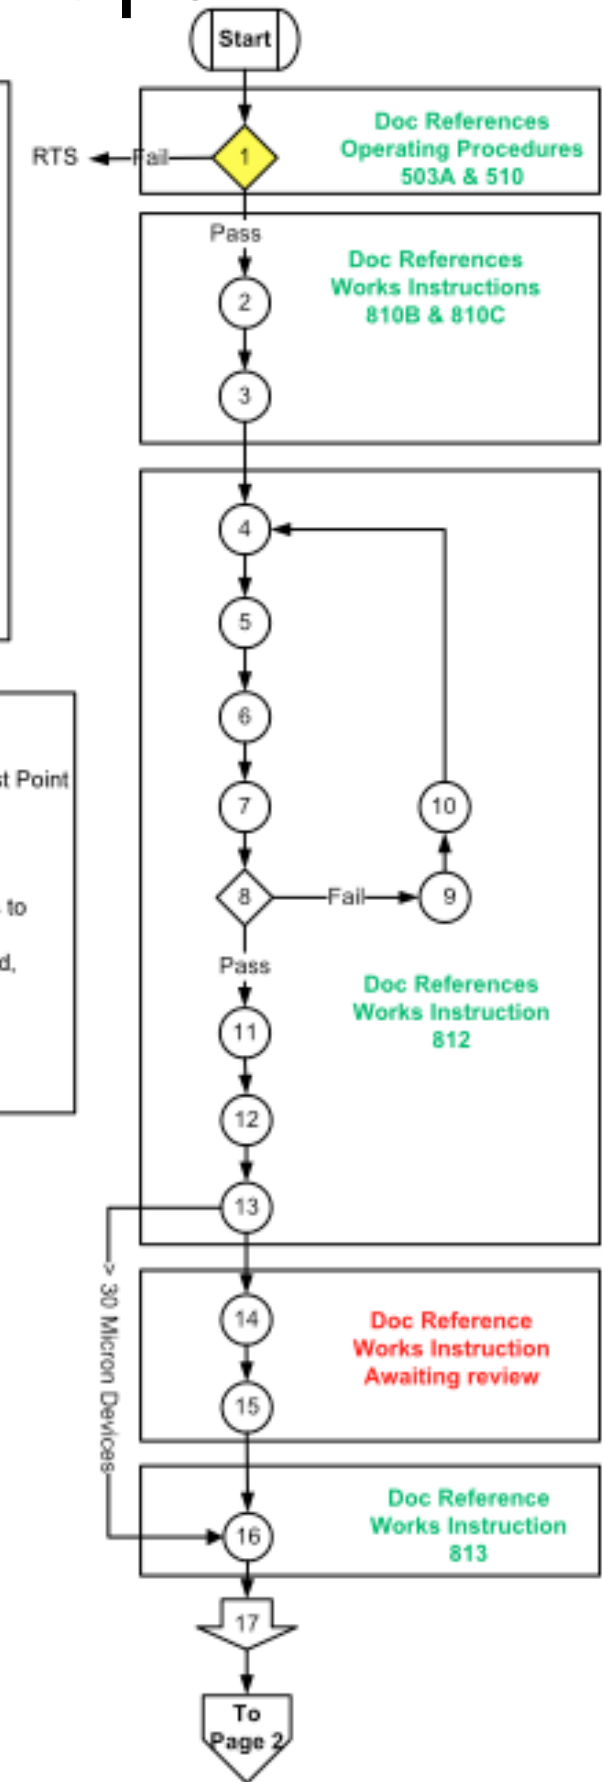 Start
Doc References
Operating Procedures
503A & 510
RTS
Fail
1
Pass
Doc References
Works Instructions
810B & 810C
2
3
4
5
st Point
6
7
10
to
8
Fail
9
d,
Pass
Doc References
Works Instruction
812
11
12
13
> 30 Micron Devices
14
Doc Reference
Works Instruction
Awaiting review
15
Doc Reference
Works Instruction
813
16
17
To
Page 2